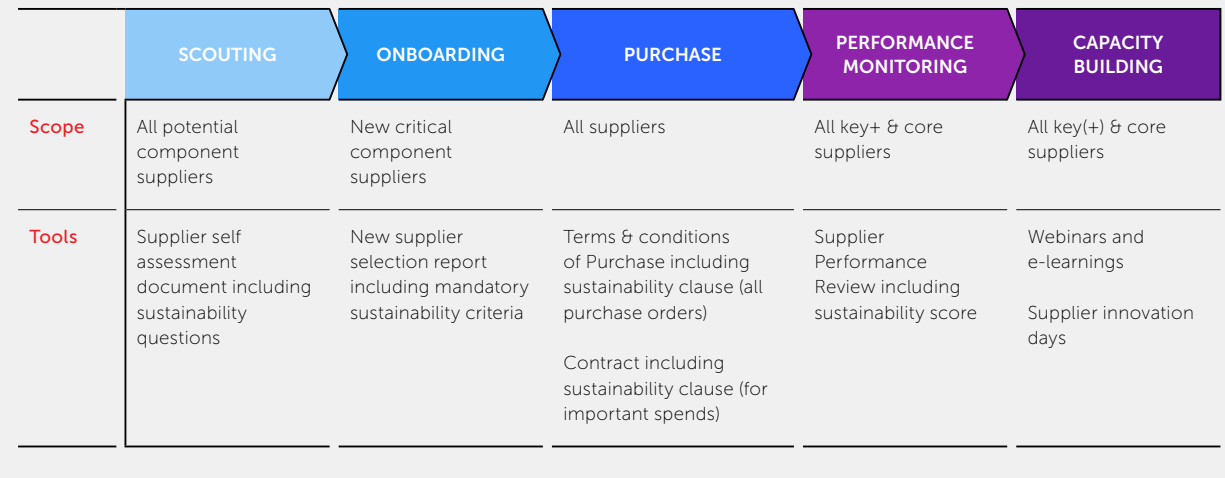 SCOUTING
ONBOARDING
PURCHASE
PERFORMANCE
MONITORING
CAPACITY
BUILDING
Scope
All potential
component
suppliers
New critical
component
suppliers
All suppliers
All key+ & core
suppliers
All key(+) & core
suppliers
Tools
Supplier self
assessment
document including
sustainability
questions
New supplier
selection report
including mandatory
sustainability criteria
Terms & conditions
of Purchase including
sustainability clause (all
purchase orders)
Contract including
sustainability clause (for
important spends)
Supplier
Performance
Review including
sustainability score
Webinars and
e-learnings
Supplier innovation
days